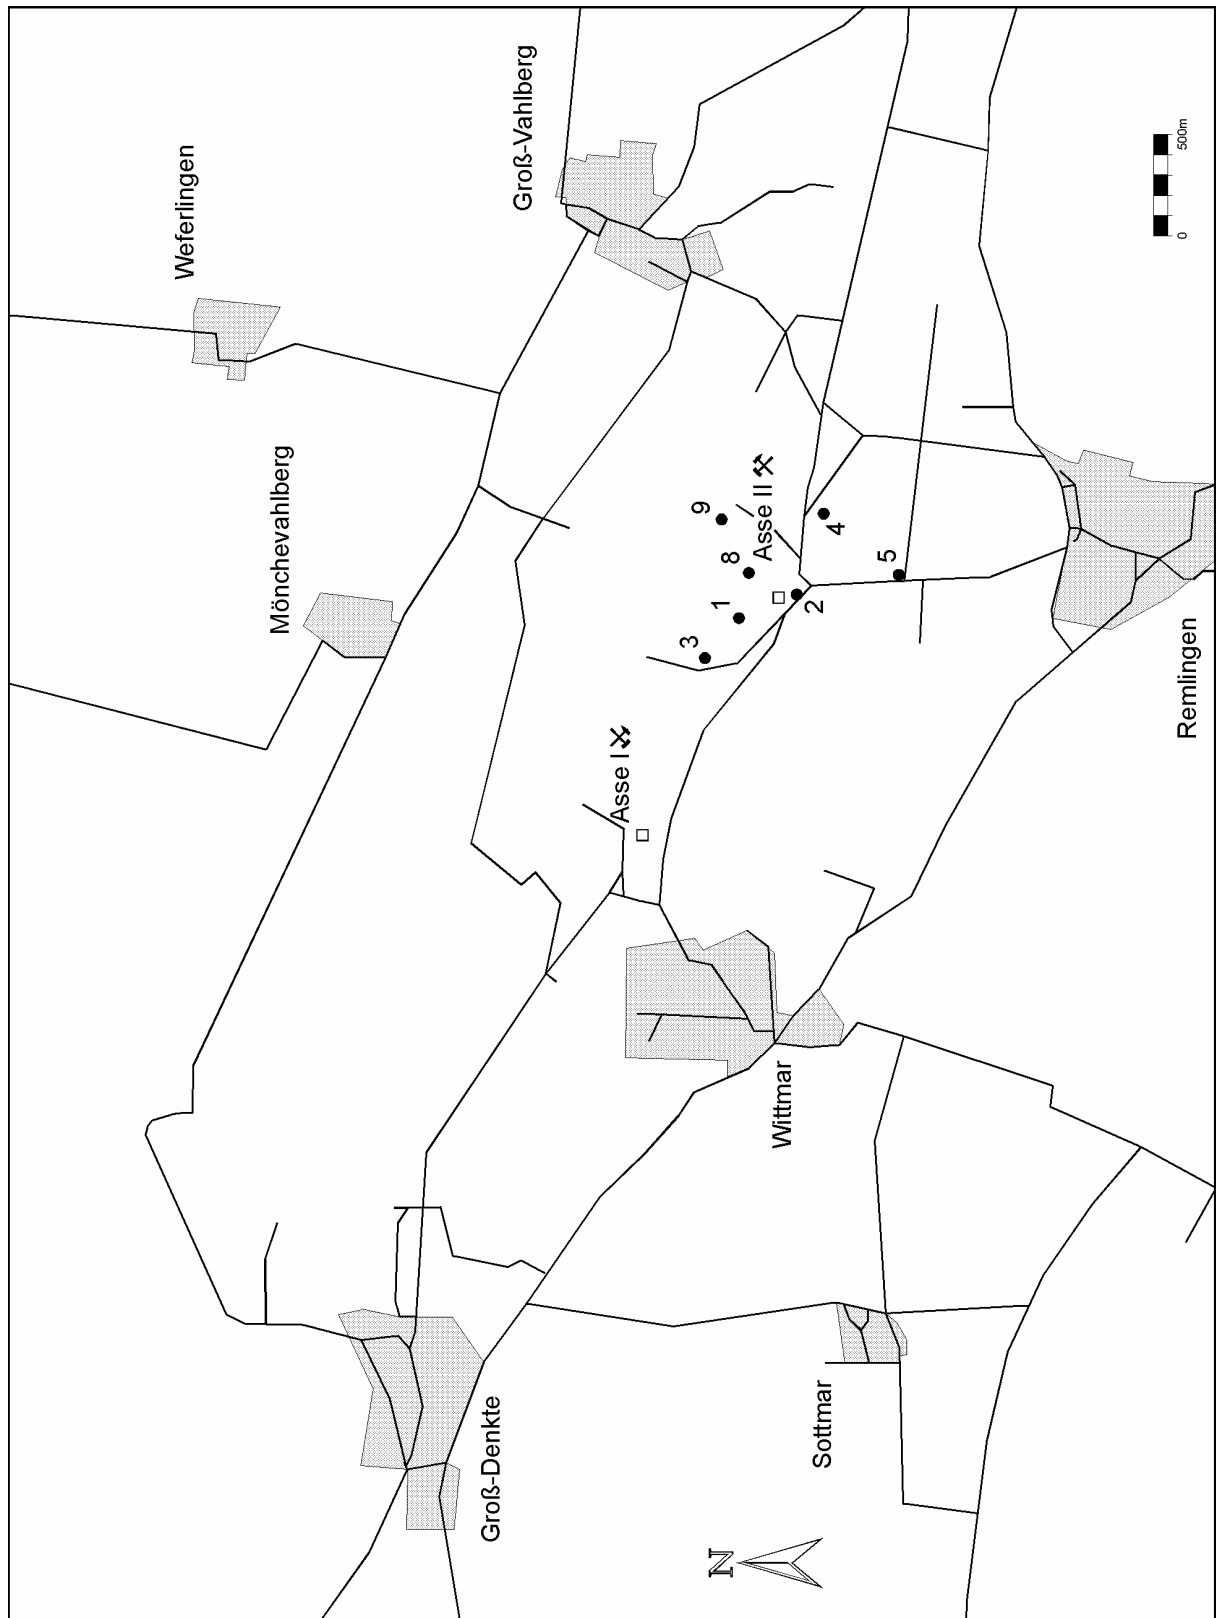 Weferlingen
Mönchevahlberg
Groß-Denkte
Groß-Vahlberg
Asse I
3
9
N
1
8
Asse II
Wittmar
2
Sottmar
4
5
Remlingen
0 500m